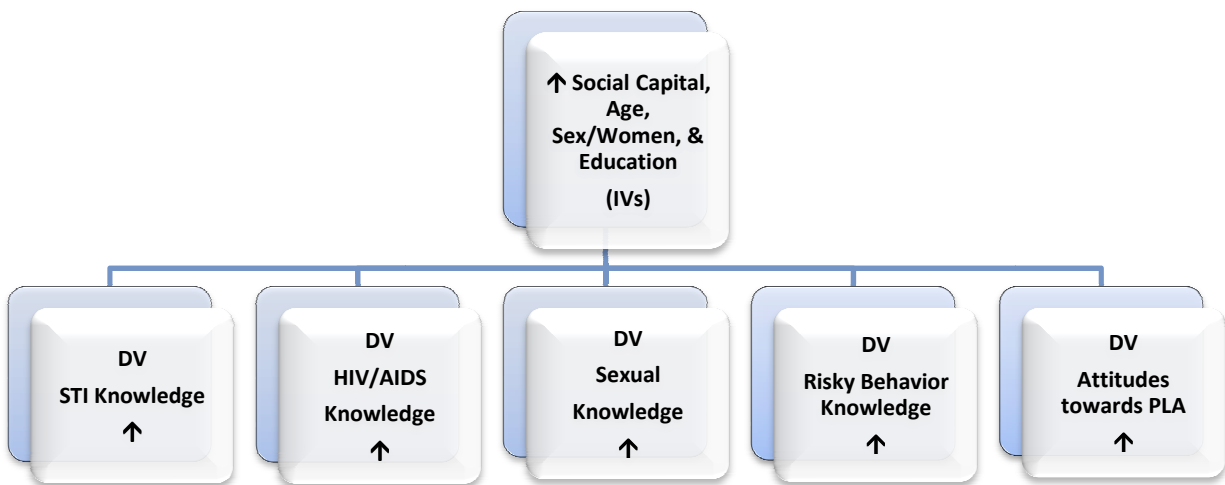 ↑ Social Capital,
Age,
Sex/Women, &
Education
(IVs)
DV
STI Knowledge
↑
DV
HIV/AIDS
Knowledge
↑
DV
Sexual
Knowledge
↑
DV
Risky Behavior
Knowledge
↑
DV
Attitudes
towards PLA
↑